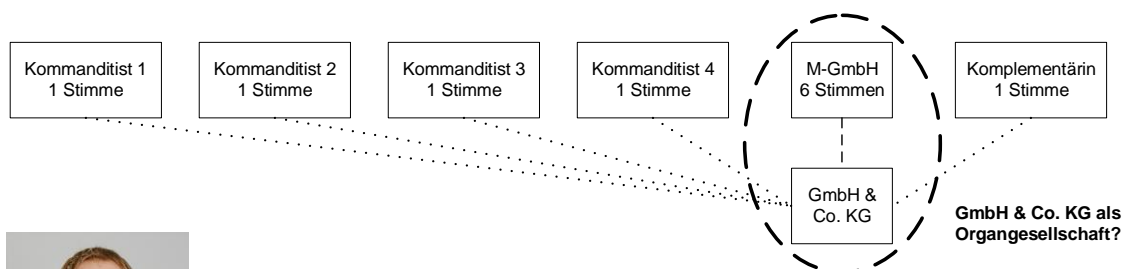 Kommanditist 1
1 Stimme
Kommanditist 2
1 Stimme
Kommanditist 3
1 Stimme
Kommanditist 4
1 Stimme
M-GmbH
6 Stimmen
Komplementärin
1 Stimme
GmbH &
Co. KG
GmbH & Co. KG als
Organgesellschaft?